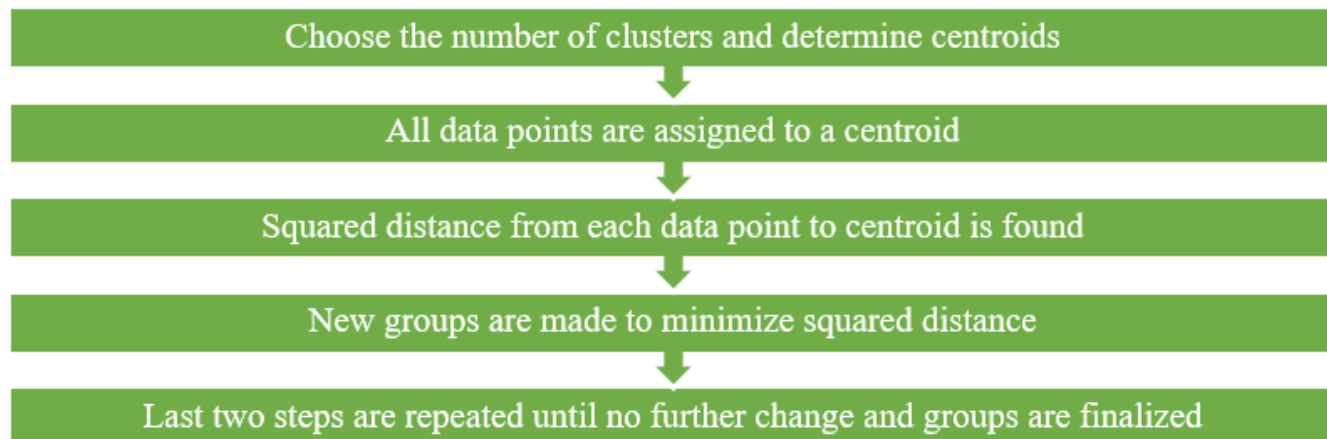 Choose the number of clusters and determine centroids
All data points are assigned to a centroid
Squared distance from each data point to centroid is found
New groups are made to minimize squared distance
Last two steps are repeated until no further change and groups are finalized